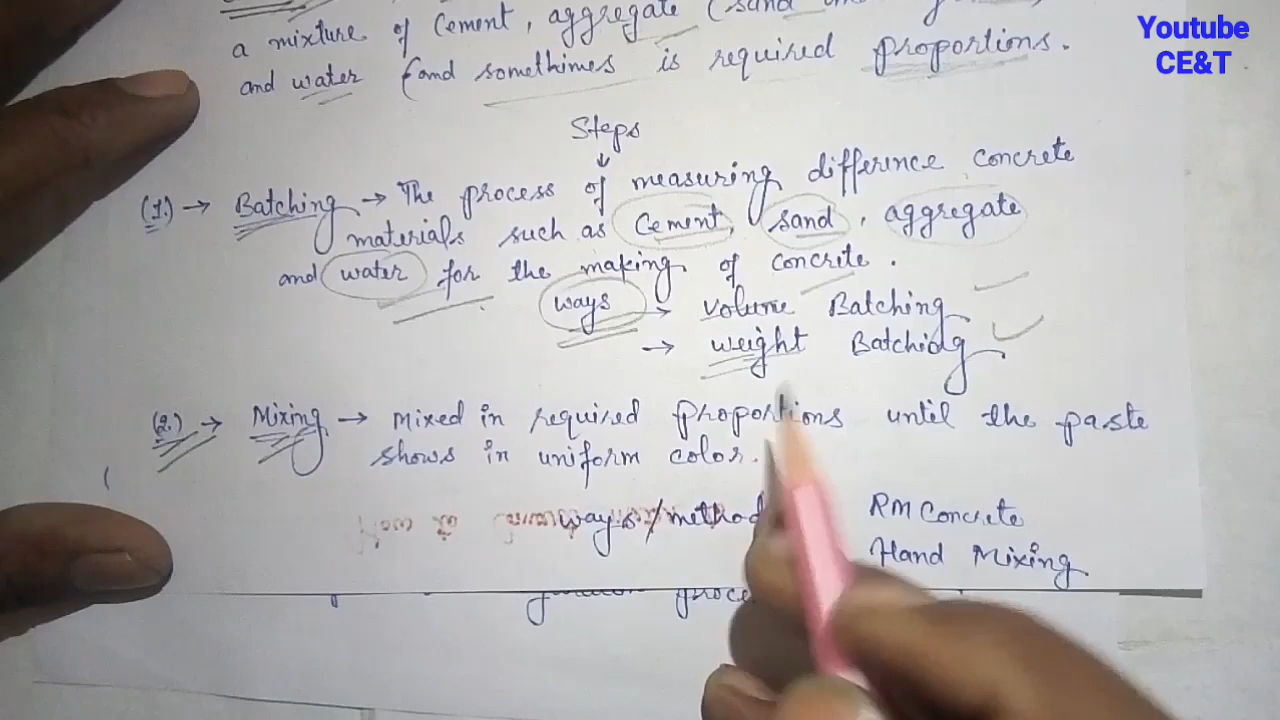 a mixture of Cement, aggregate (sand
and water (and somethimes is required proportions.
Steps
(1.) → Batching → The process of measuring difference concrete
materials such as Cement, sand, aggregate
and water for the making of concrete.
ways → volume Batching
→ weight Batching
(2.) → Mixing → Mixed in required proportions until the paste
shows in uniform color.
ways/method RM Concrete
Hand Mixing
Youtube
CE&T